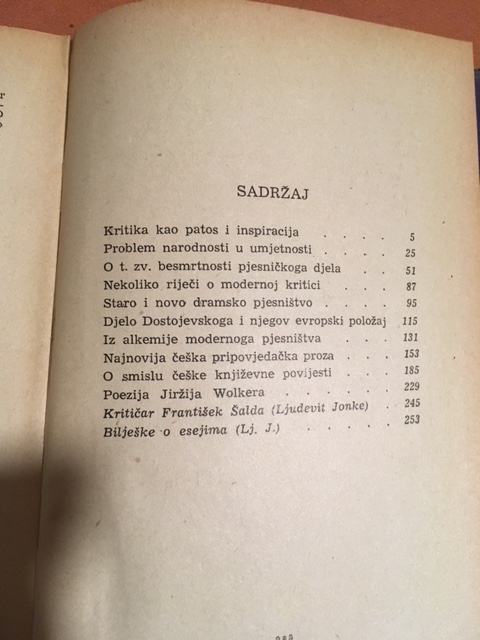 SADRŽAJ
Kritika kao patos i inspiracija . . . . 5
Problem narodnosti u umjetnosti . . . . 25
O t. zv. besmrtnosti pjesničkoga djela . . . 51
Nekoliko riječi o modernoj kritici . . . 87
Staro i novo dramsko pjesništvo . . . . 95
Djelo Dostojevskoga i njegov evropski položaj 115
Iz alkemije modernoga pjesništva . . . 131
Najnovija češka pripovjedačka proza . . . 153
O smislu češke književne povijesti . . . . 185
Poezija Jiržija Wolkera . . . . . . 229
Kritičar František Šalda (Ljudevit Jonke) . 245
Bilješke o esejima (Lj. J.) . . . . . 253